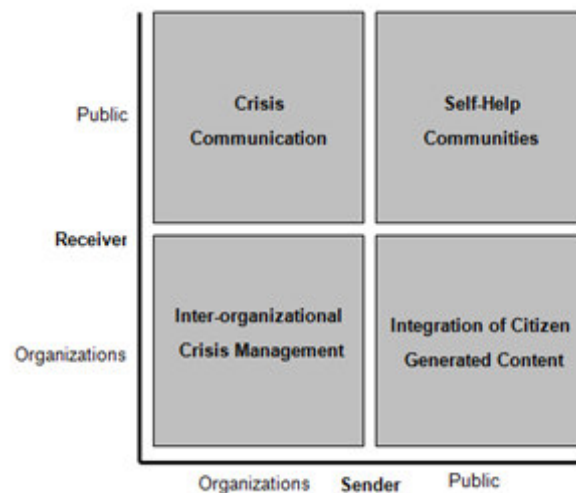 Public
Crisis
Communication
Self-Help
Communities
Receiver
Organizations
Inter-organizational
Crisis Management
Integration of Citizen
Generated Content
Organizations
Sender
Public